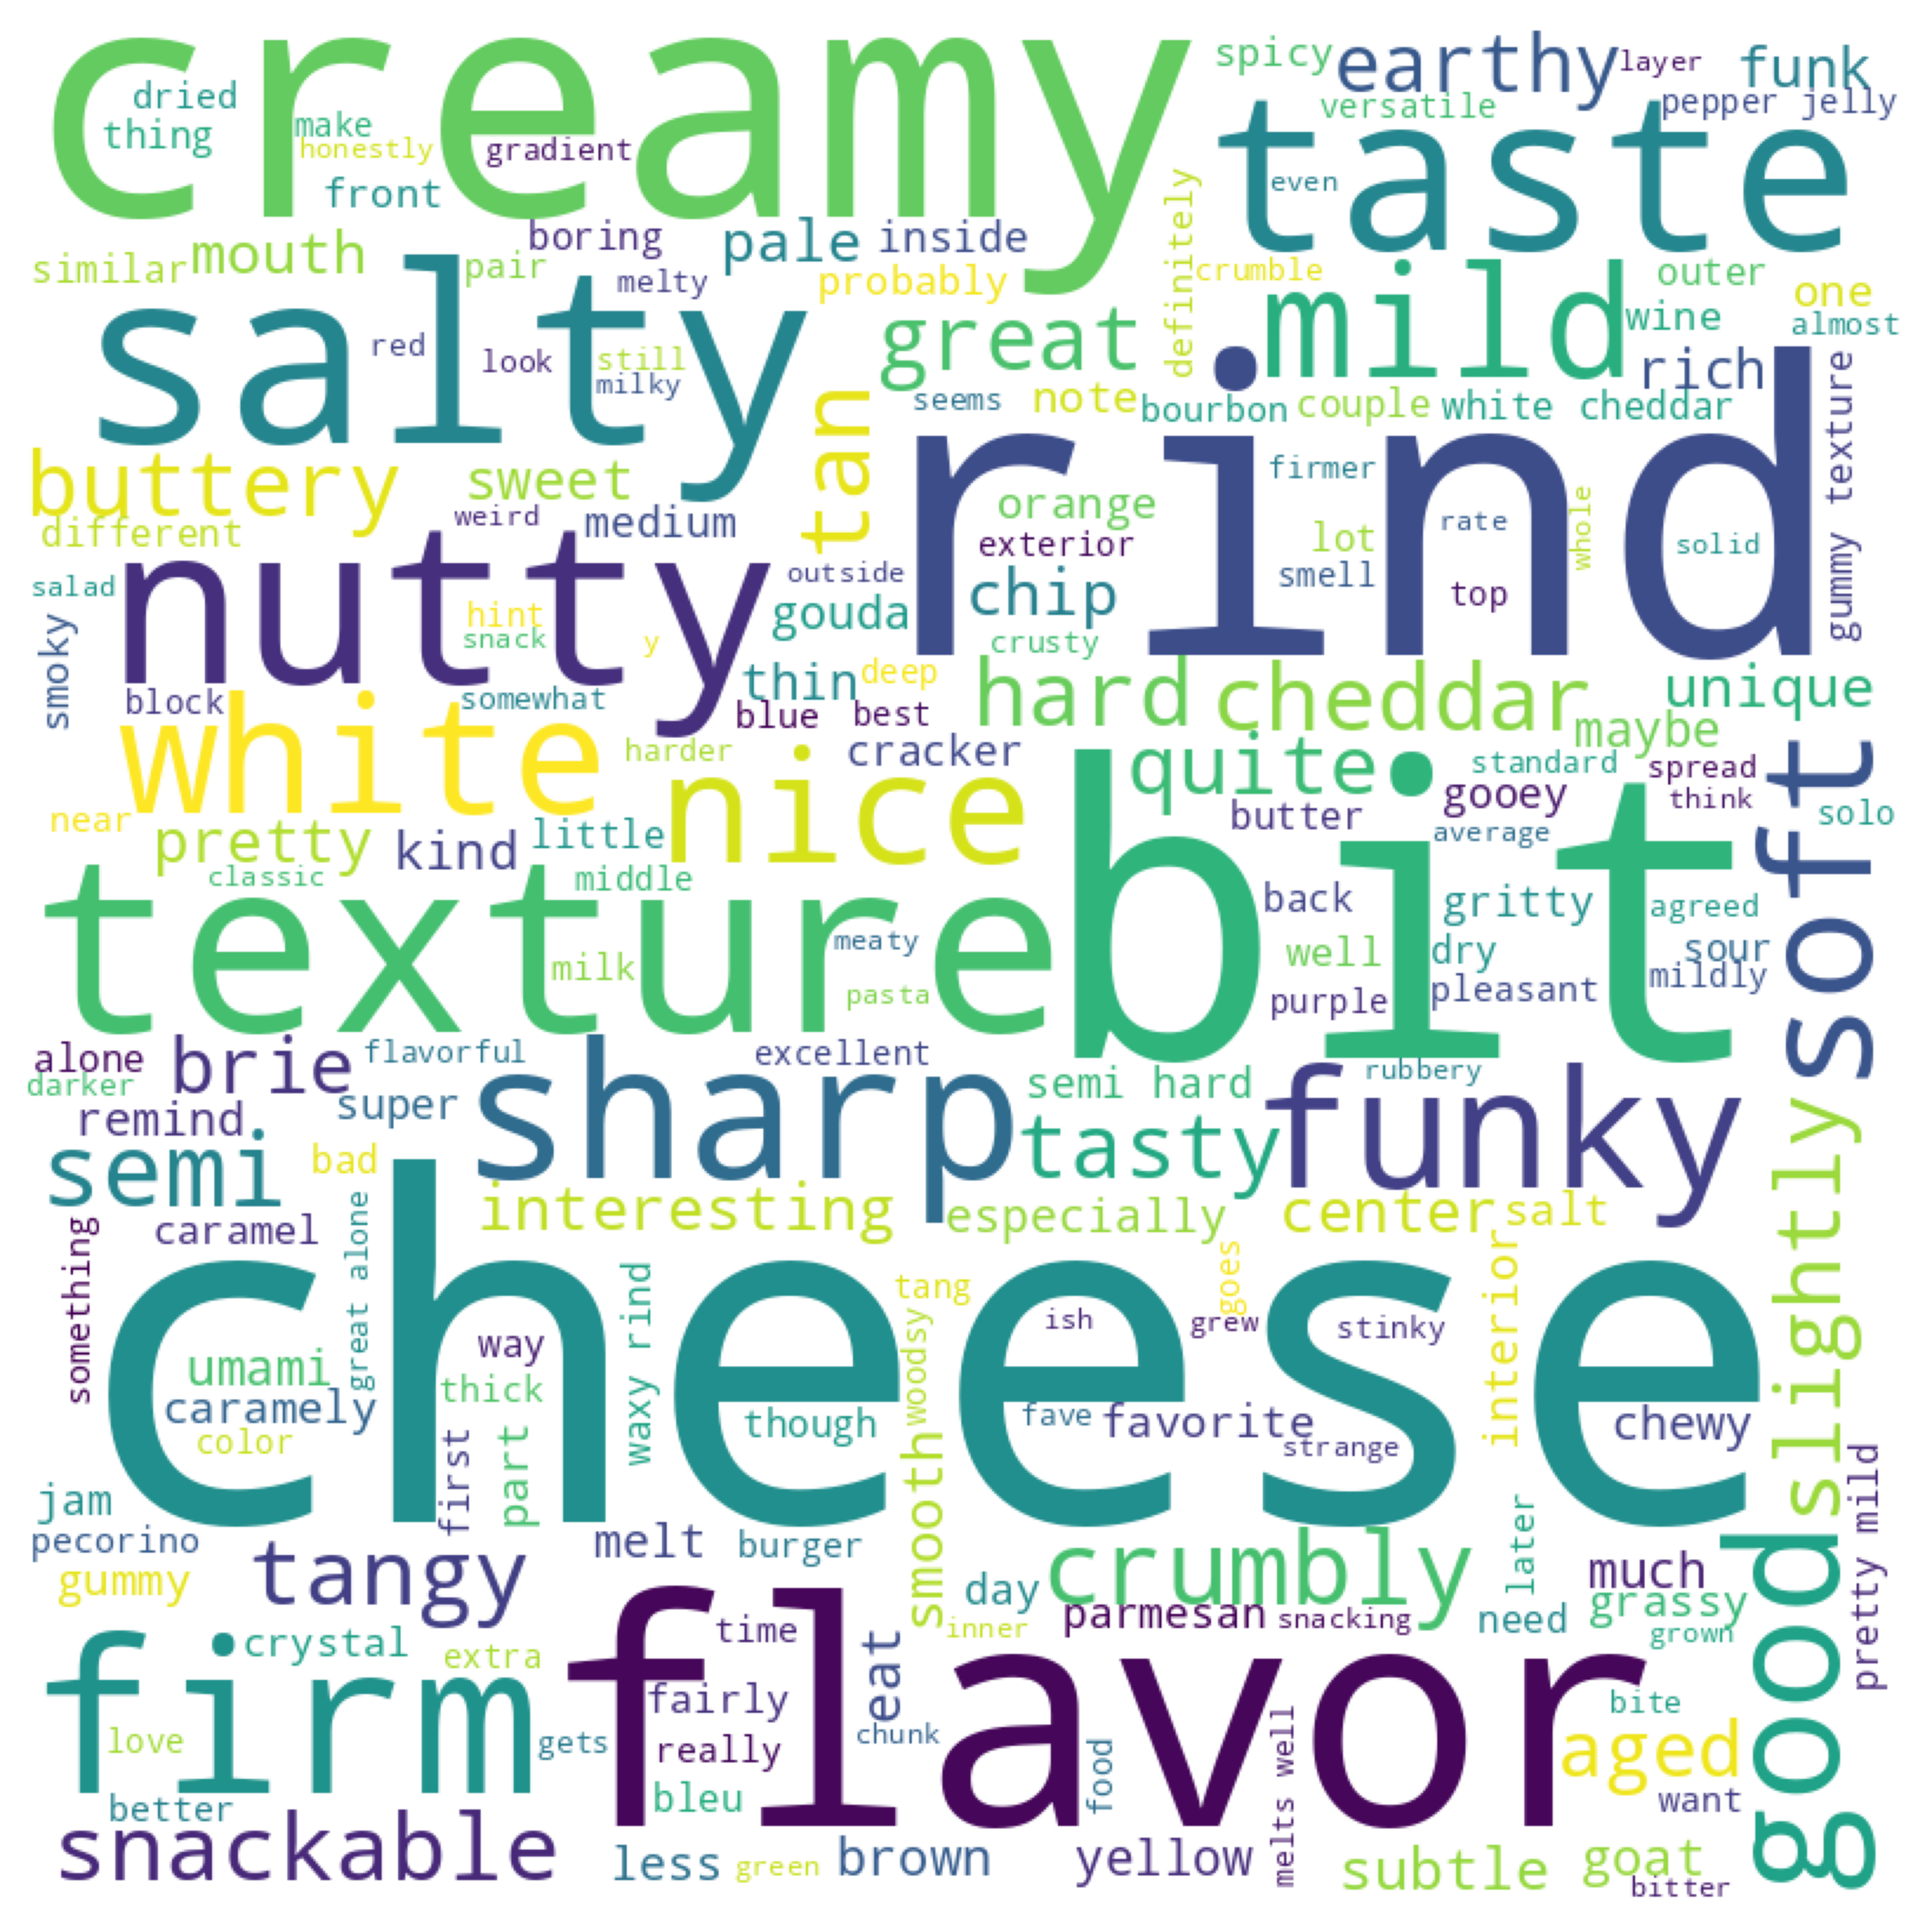 creamy
spicy
earthy
layer
funk
dried
versatile
pepper jelly
thing
make
honestly
gradient
taste
front
even
definitely
boring
pale
inside
similar
mouth
pair
melty
probably
crumble
mild
outer
one
salty
red
look
still
milky
great
wine
almost
rich
tan
seems
note
bourbon
couple
white cheddar
rind
gummy texture
buttery
sweet
different
weird
medium
firmer
orange
exterior
lot
rate
whole
solid
salad
nutty
hint
snack
y
outside
gouda
chip
smell
top
crusty
smoky
block
somewhat
thin
deep
blue
best
hard
cheddar
unique
maybe
white
harder
nice
cracker
quite
standard
spread
think
gooey
soft
near
pretty
kind
little
butter
average
solo
classic
middle
texture
bit
back
gritty
agreed
milk
meaty
pasta
well
dry
sour
mildly
purple
pleasant
alone
brie
flavorful
excellent
darker
remind
super
sharp
semi hard
rubbery
funky
tasty
slightly
semi
bad
interesting
especially
center
salt
something
caramel
great alone
cheese
waxy rind
tang
woodsy
goes
interior
ish
grew
stinky
umami
way
caramely
thick
color
though
fave
favorite
strange
chewy
jam
first
part
smooth
pretty mild
pecorino
gummy
tangy
melt
burger
crumbly
later
good
much
day
grassy
parmesan
snacking
need
inner
grown
firm
crystal
extra
flavor
time
eat
fairly
love
gets
really
chunk
bite
aged
better
bleu
food
melts well
want
snackable
less
green
brown
yellow
subtle
goat
bitter